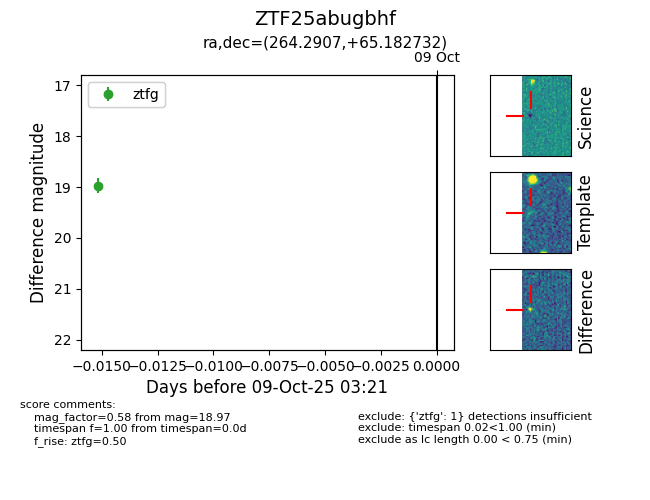 ZTF25abugbhf
ra,dec=(264.2907,+65.182732)
09 Oct
ztfg
17
18
19
20
21
22
Difference magnitude
−0.0150
−0.0125
−0.0100
−0.0075
−0.0050
−0.0025
0.0000
Days before 09-Oct-25 03:21
Science
Template
Difference
score comments:
mag_factor=0.58 from mag=18.97
timespan f=1.00 from timespan=0.0d
f_rise: ztfg=0.50
exclude: {'ztfg': 1} detections insufficient
exclude: timespan 0.02<1.00 (min)
exclude as lc length 0.00 < 0.75 (min)